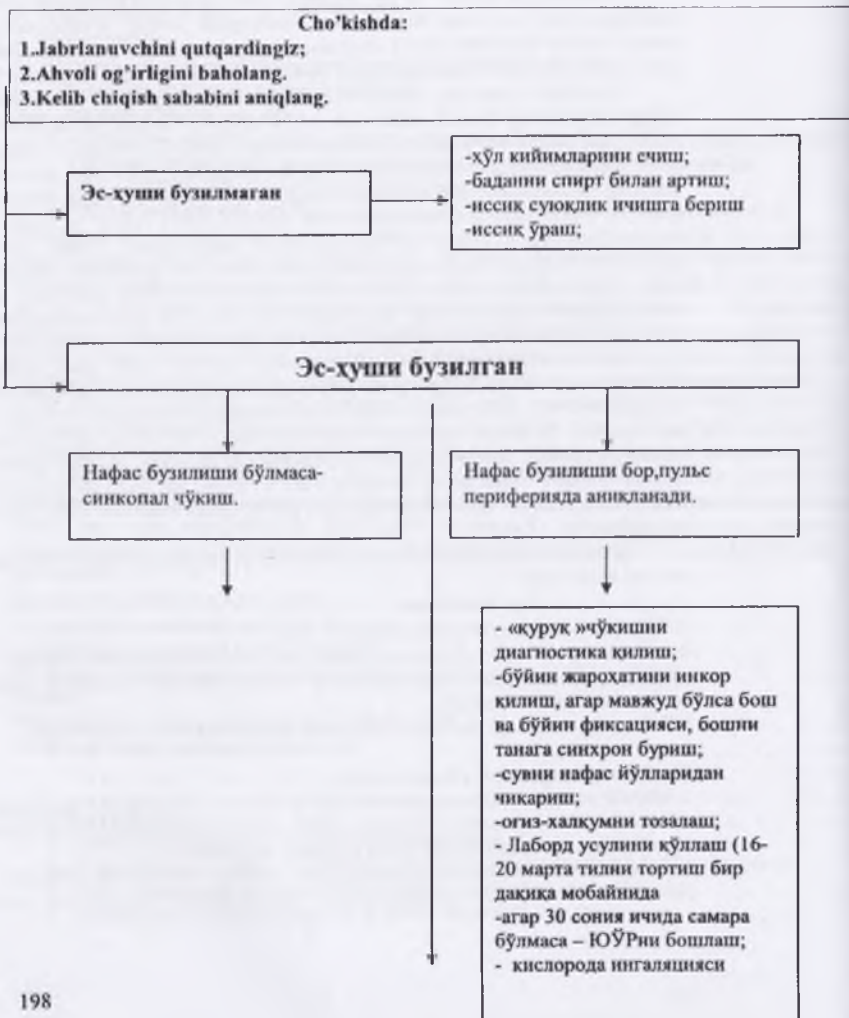 Cho’kishda:
1.Jabrlanuvchini qutqardingiz;
2.Ahvoli og’irligini baholang.
3.Kelib chiqish sababini aniqlang.
Эс-ҳуши бузилмаган
-ҳўл кийимларини ечиш;
-баданни спирт билан артиш;
-иссиқ суюқлик ичишга бериш
-иссиқ ўраш;
Эс-ҳуши бузилган
Нафас бузилиши бўлмаса-
синкопал чўкиш.
Нафас бузилиши бор,пульс
периферияда аниқланади.
- «қуруқ »чўкишни
диагностика қилиш;
-бўйин жароҳатини инкор
қилиш, агар мавжуд бўлса бош
ва бўйин фиксацияси, бошни
танага синхрон буриш;
-сувни нафас йўлларидан
чиқариш;
-оғиз-халқумни тозалаш;
- Лаборд усулини қўллаш (16-
20 марта тилни тортиш бир
дақиқа мобайнида
-агар 30 сония ичида самара
бўлмаса – ЮЎРни бошлаш;
- кислорода ингаляцияси
198